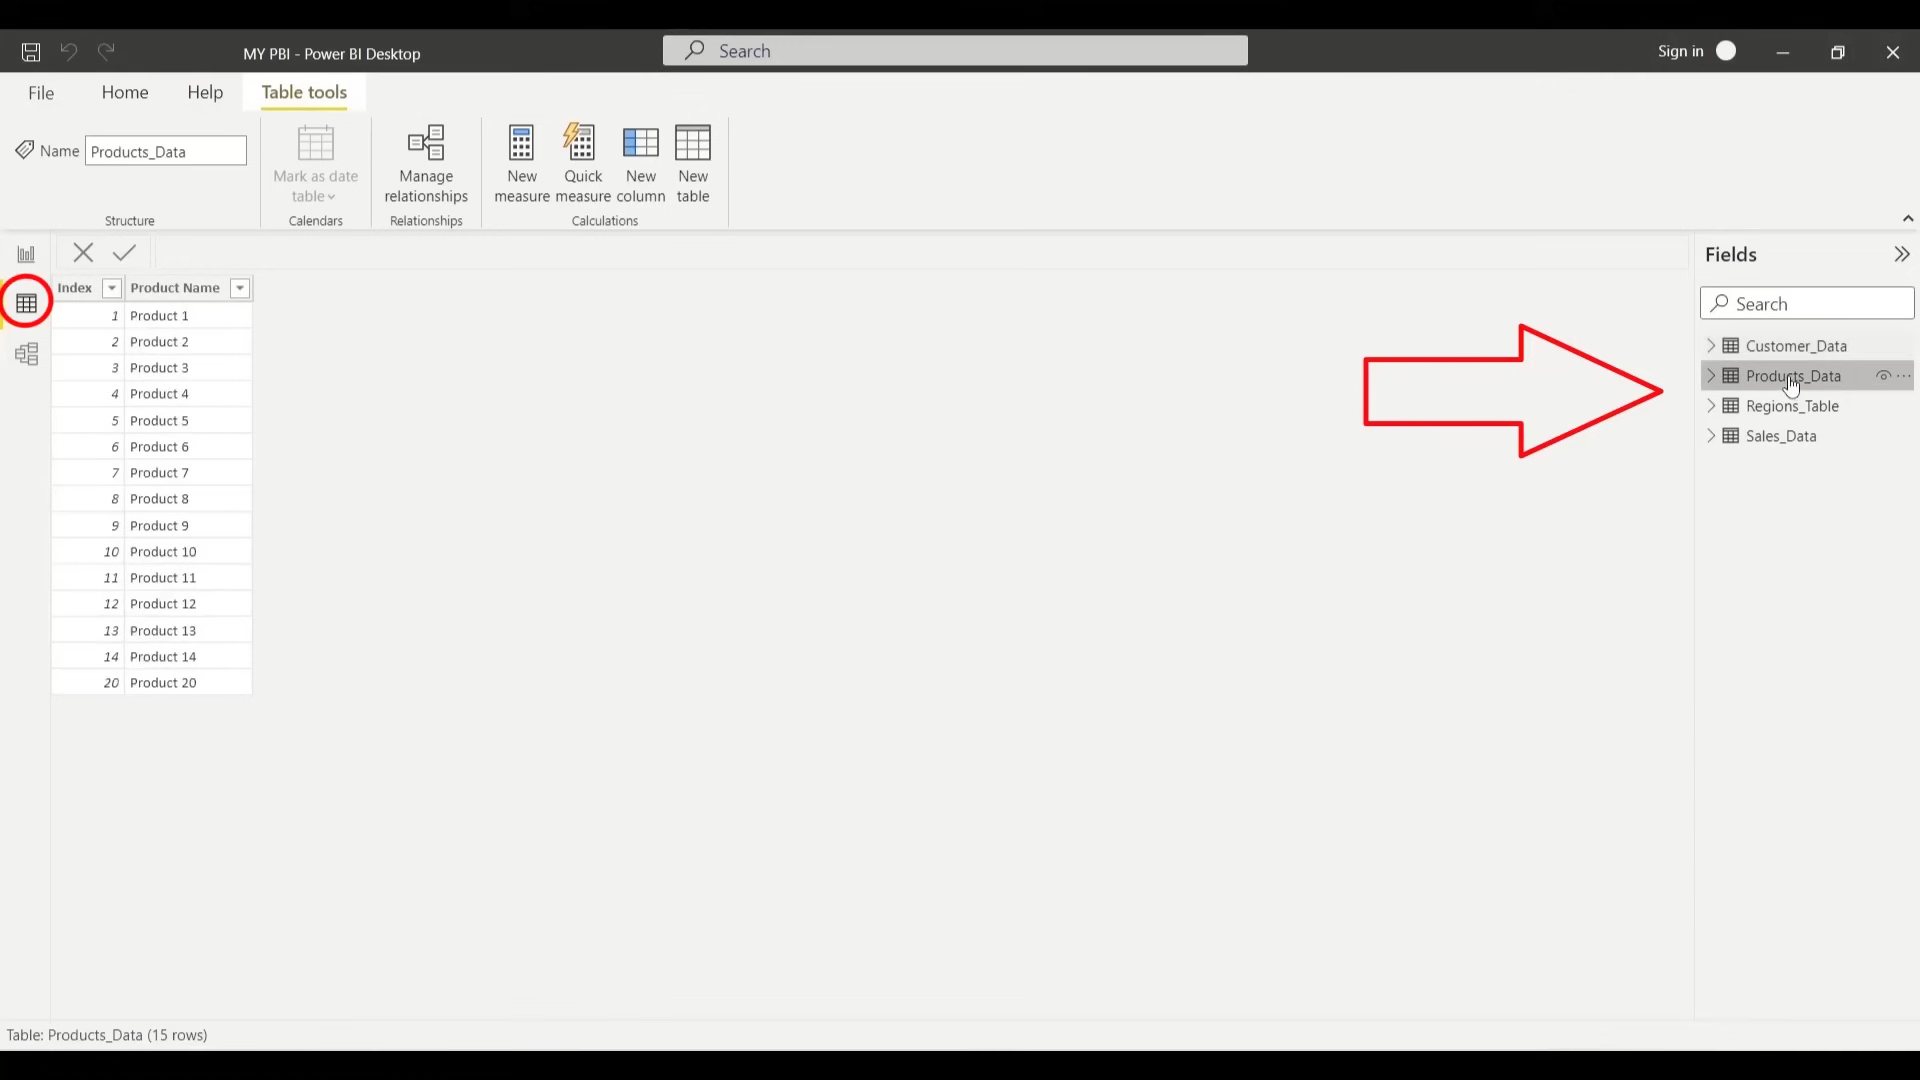 MY PBI - Power BI Desktop
Search
Sign in
File
Home
Help
Table tools
Name
Products_Data
Structure
Mark as date
table
Calendars
Manage
relationships
Relationships
New
measure
Quick
measure
New
column
New
table
Calculations
Index
Product Name
1 Product 1
2 Product 2
3 Product 3
4 Product 4
5 Product 5
6 Product 6
7 Product 7
8 Product 8
9 Product 9
10 Product 10
11 Product 11
12 Product 12
13 Product 13
14 Product 14
20 Product 20
Fields
Search
Customer_Data
Products_Data
Regions_Table
Sales_Data
Table: Products_Data (15 rows)